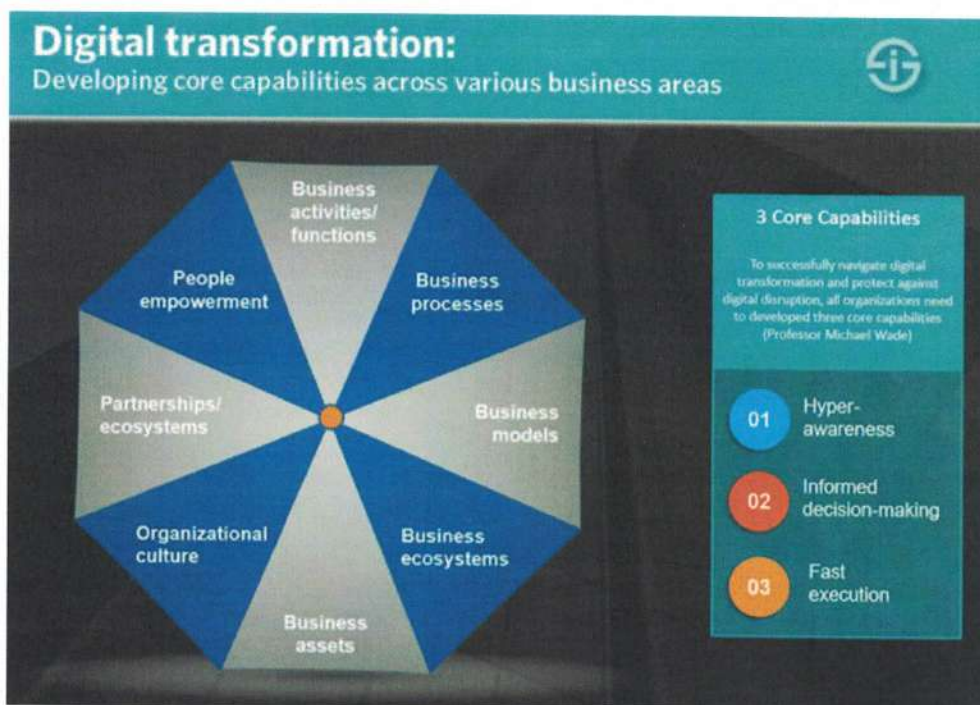 Digital transformation:
Developing core capabilities across various business areas
Business
activities/
functions
Business
processes
Business
models
Business
ecosystems
Business
assets
Organizational
culture
Partnerships/
ecosystems
People
empowerment
3 Core Capabilities
To successfully navigate digital
transformation and protect against
digital disruption, all organizations need
to developed three core capabilities
(Professor Michael Wade)
01
Hyper-
awareness
02
Informed
decision-making
03
Fast
execution